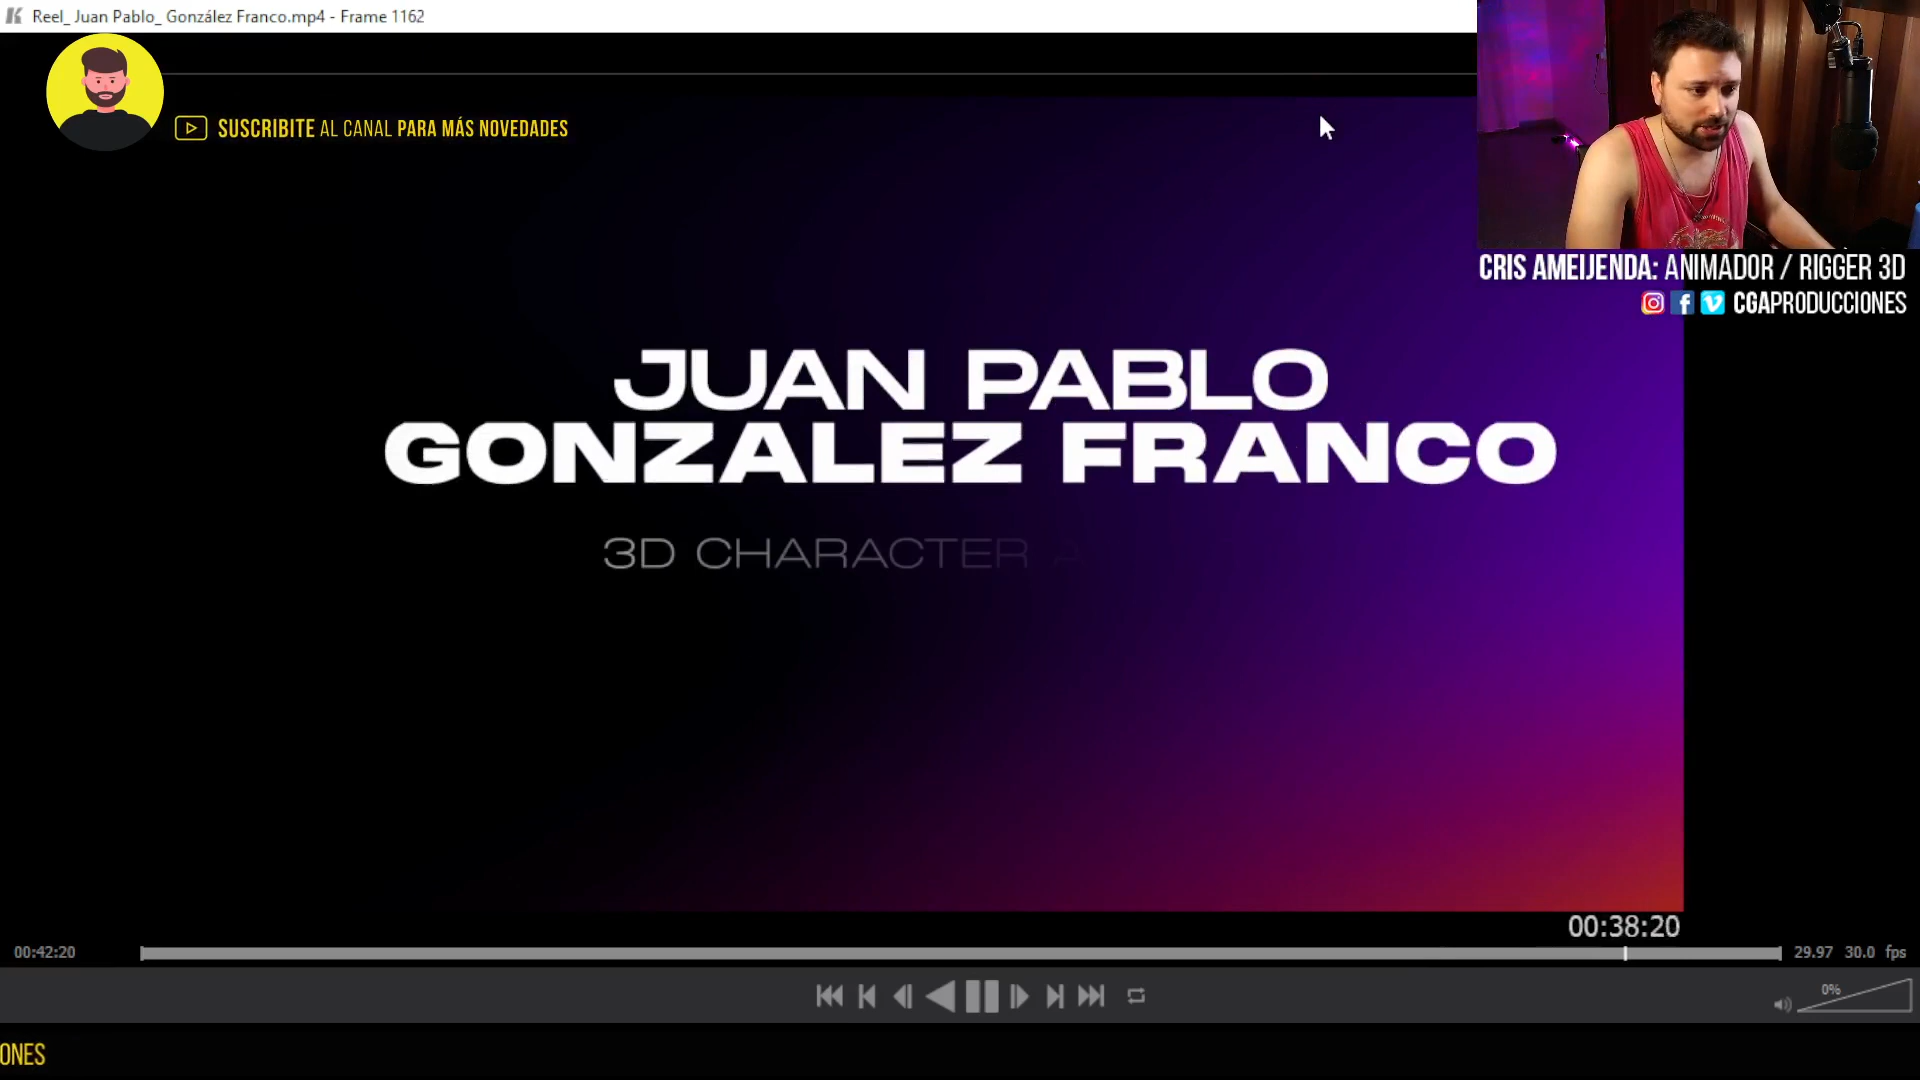 Reel_ Juan Pablo_ González Franco.mp4 - Frame 1162
SUSCRIBITE AL CANAL PARA MÁS NOVEDADES
CRIS AMEIJENDA: ANIMADOR / RIGGER 3D
CGAPRODUCCIONES
JUAN PABLO
GONZALEZ FRANCO
3D CHARACTER A
00:38:20
00:42:20
29.97 30.0 fps
0%
ONES